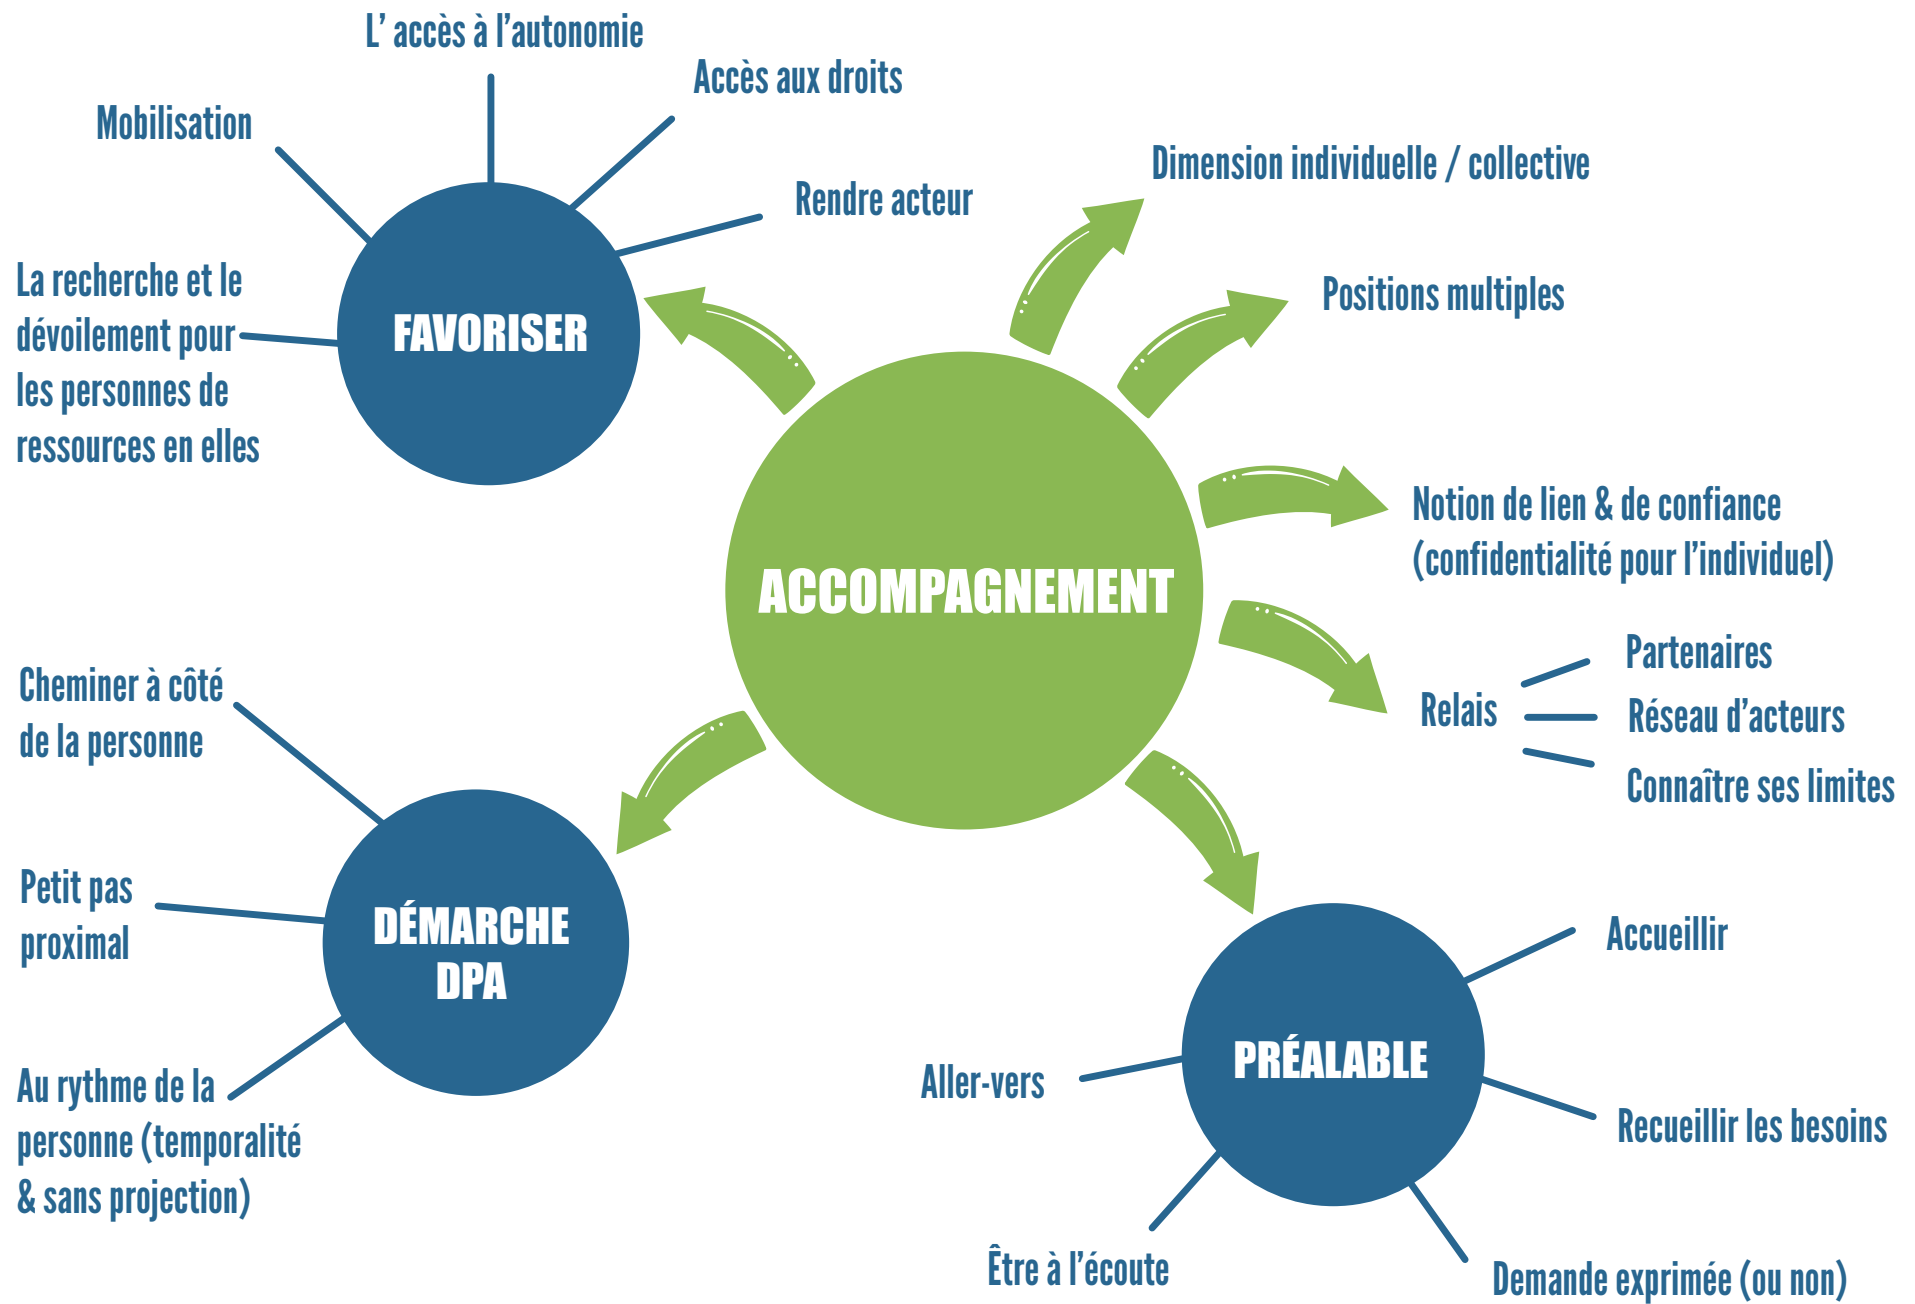 L' accès à l'autonomie
Accès aux droits
Mobilisation
Rendre acteur
La recherche et le
dévoilement pour
les personnes de
ressources en elles
FAVORISER
Dimension individuelle / collective
Positions multiples
Notion de lien & de confiance
(confidentialité pour l'individuel)
ACCOMPAGNEMENT
Relais
Partenaires
Réseau d'acteurs
Connaître ses limites
Cheminer à côté
de la personne
Petit pas
proximal
Au rythme de la
personne (temporalité
& sans projection)
DÉMARCHE
DPA
PRÉALABLE
Accueillir
Recueillir les besoins
Demande exprimée (ou non)
Être à l'écoute
Aller-vers